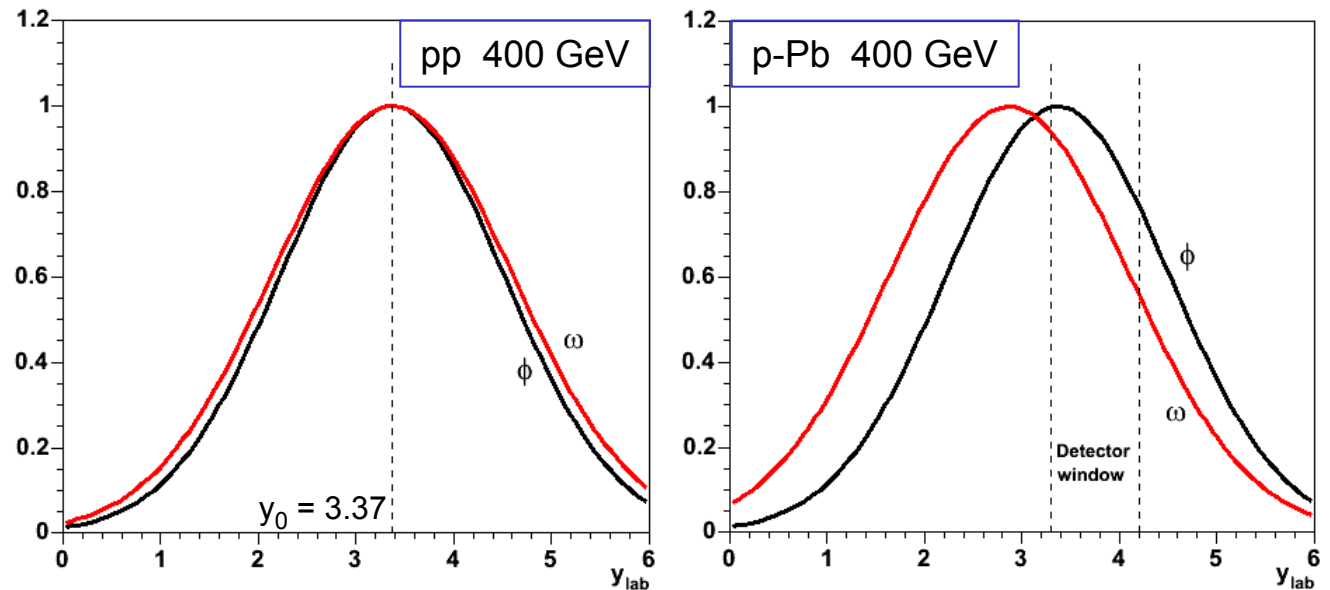 pp 400 GeV
1.2
1
0.8
0.6
0.4
0.2
0
ω
ϕ
y0 = 3.37
0 1 2 3 4 5 6
ylab
p-Pb 400 GeV
1.2
1
0.8
0.6
0.4
0.2
0
ϕ
ω
Detector
window
0 1 2 3 4 5 6
ylab